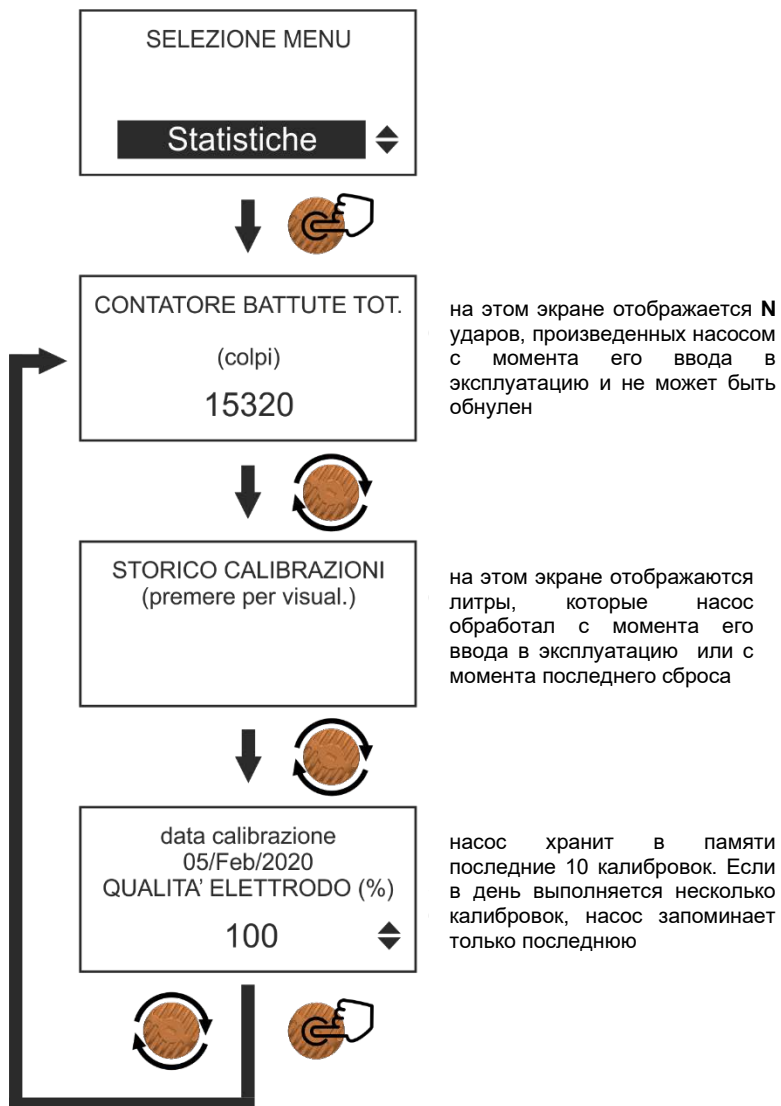 SELEZIONE MENU
Statistiche
CONTATORE BATTUTE TOT.
(colpi)
15320
на этом экране отображается N
ударов, произведенных насосом
с момента его ввода в
эксплуатацию и не может быть
обнулен
STORICO CALIBRAZIONI
(premere per visual.)
на этом экране отображаются
литры, которые насос
обработал с момента его
ввода в эксплуатацию или с
момента последнего сброса
data calibrazione
05/Feb/2020
QUALITA' ELETTRODO (%)
100
насос хранит в памяти
последние 10 калибровок. Если
в день выполняется несколько
калибровок, насос запоминает
только последнюю